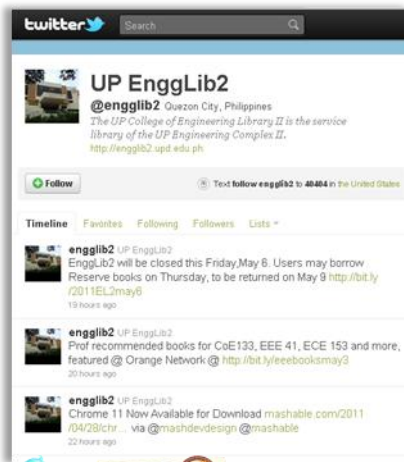 twitter
Search
UP EnggLib2
@engglib2 Quezon City, Philippines
The UP College of Engineering Library II is the service
library of the UP Engineering Complex II.
http://engglib2.upd.edu.ph
Follow
Text follow engglib2 to 40404 in the United States
Timeline Favorites Following Followers Lists
engglib2 UP EnggLib2
EnggLib2 will be closed this Friday,May 6. Users may borrow
Reserve books on Thursday, to be returned on May 9 http://bit.ly
/2011EL2may6
19 hours ago
engglib2 UP EnggLib2
Prof recommended books for CoE133, EEE 41, ECE 153 and more,
featured @ Orange Network @ http://bit.ly/eeebooksmay3
20 hours ago
engglib2 UP EnggLib2
Chrome 11 Now Available for Download mashable.com/2011
/04/28/chr... via @mashdevdesign @mashable
22 hours ago